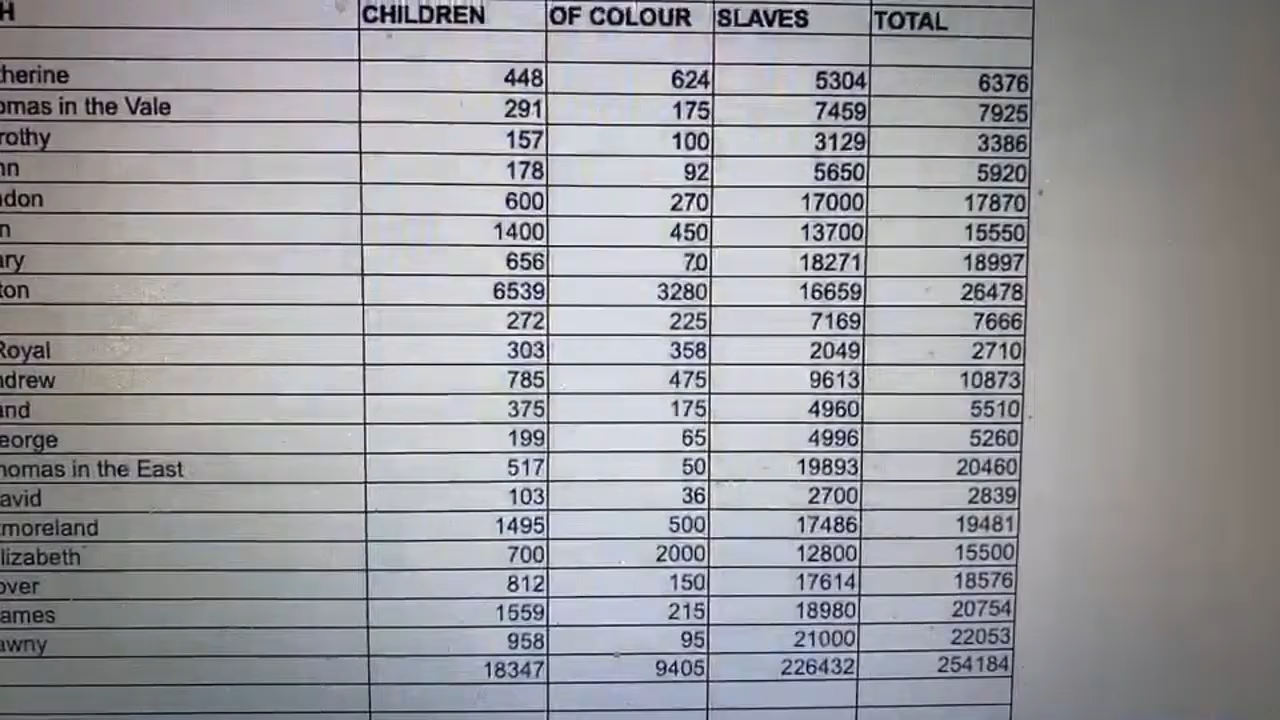 H CHILDREN OF COLOUR SLAVES TOTAL
therine 448 624 5304 6376
omas in the Vale 291 175 7459 7925
rothy 157 100 3129 3386
nn 178 92 5650 5920
ndon 600 270 17000 17870
n 1400 450 13700 15550
ary 656 70 18271 18997
ton 6539 3280 16659 26478
272 225 7169 7666
Royal 303 358 2049 2710
ndrew 785 475 9613 10873
and 375 175 4960 5510
eorge 199 65 4996 5260
homas in the East 517 50 19893 20460
avid 103 36 2700 2839
tmoreland 1495 500 17486 19481
lizabeth 700 2000 12800 15500
over 812 150 17614 18576
ames 1559 215 18980 20754
awny 958 95 21000 22053
18347 9405 226432 254184